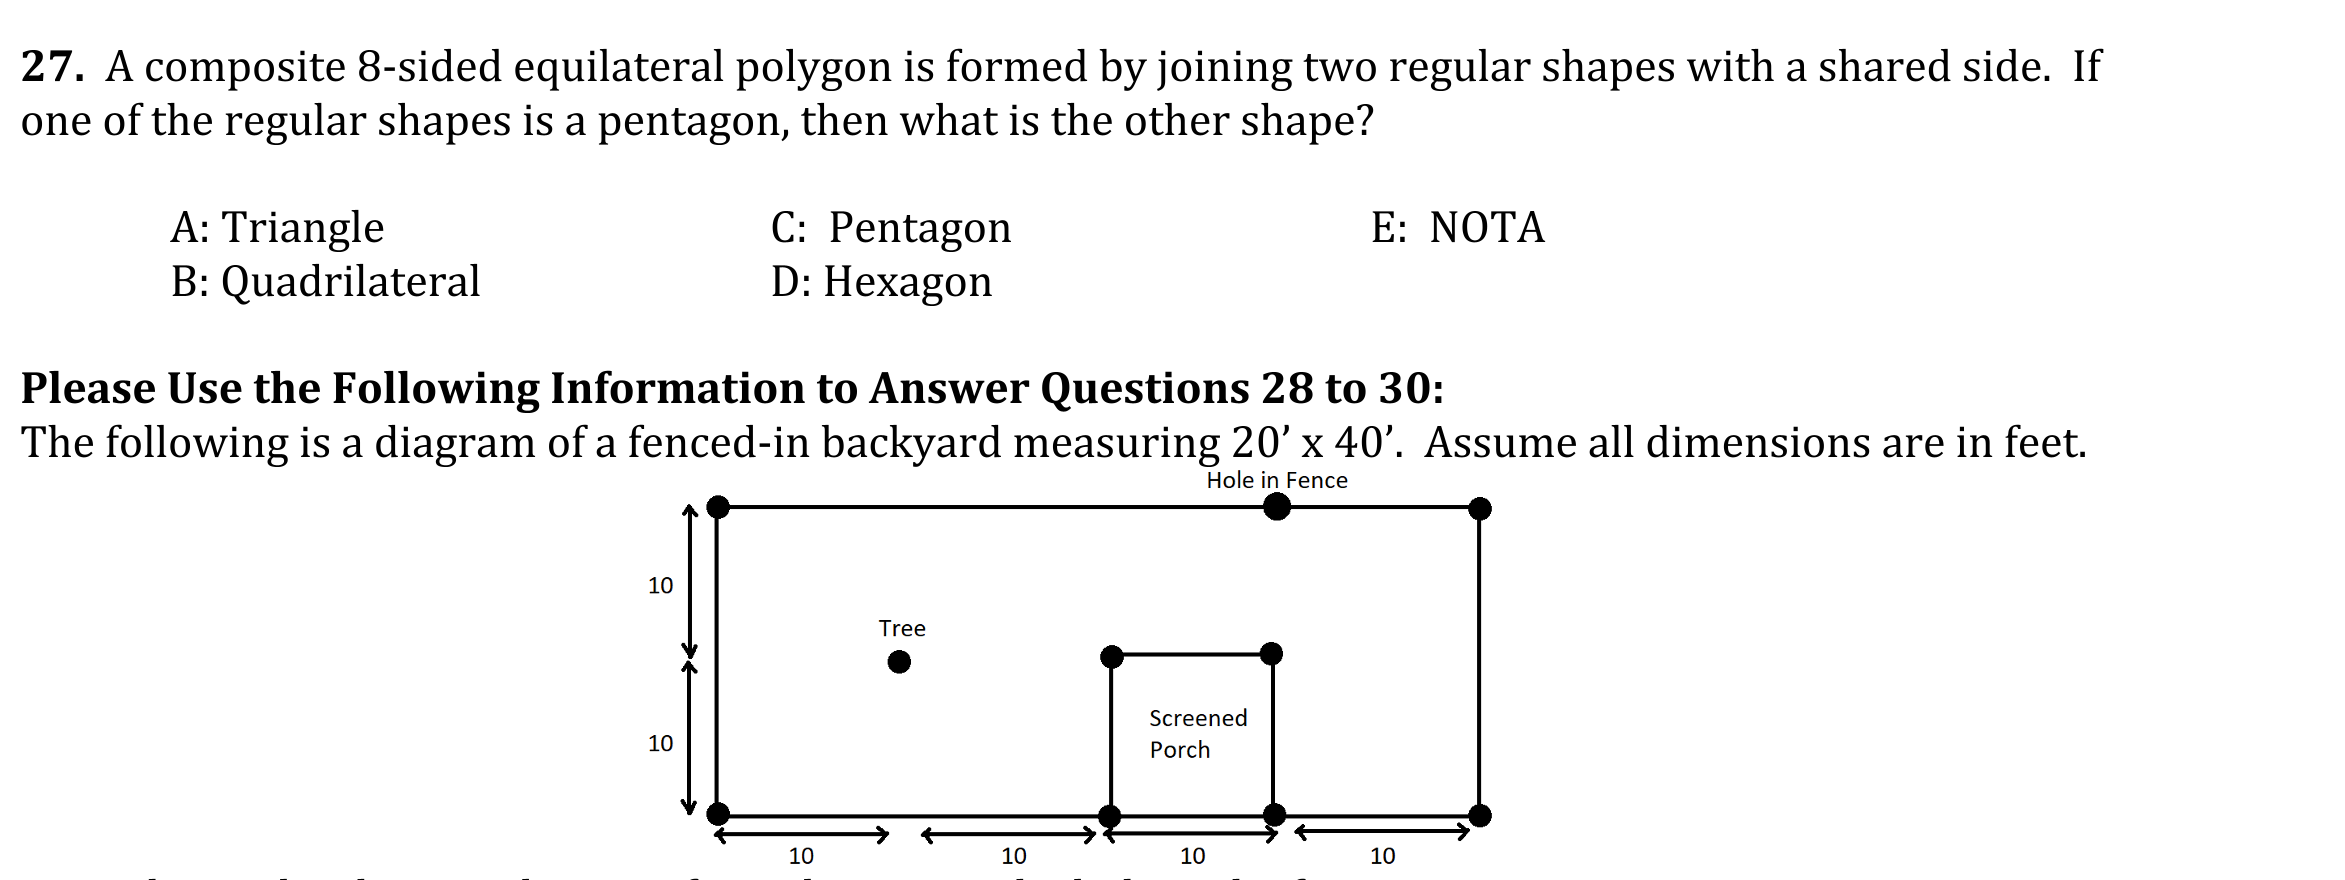 27. A composite 8-sided equilateral polygon is formed by joining two regular shapes with a shared side. If
one of the regular shapes is a pentagon, then what is the other shape?
A: Triangle C: Pentagon E: NOTA
B: Quadrilateral D: Hexagon
Please Use the Following Information to Answer Questions 28 to 30:
The following is a diagram of a fenced-in backyard measuring 20’ x 40’. Assume all dimensions are in feet.
Hole in Fence
10
Tree
Screened
Porch
10
10 10 10 10